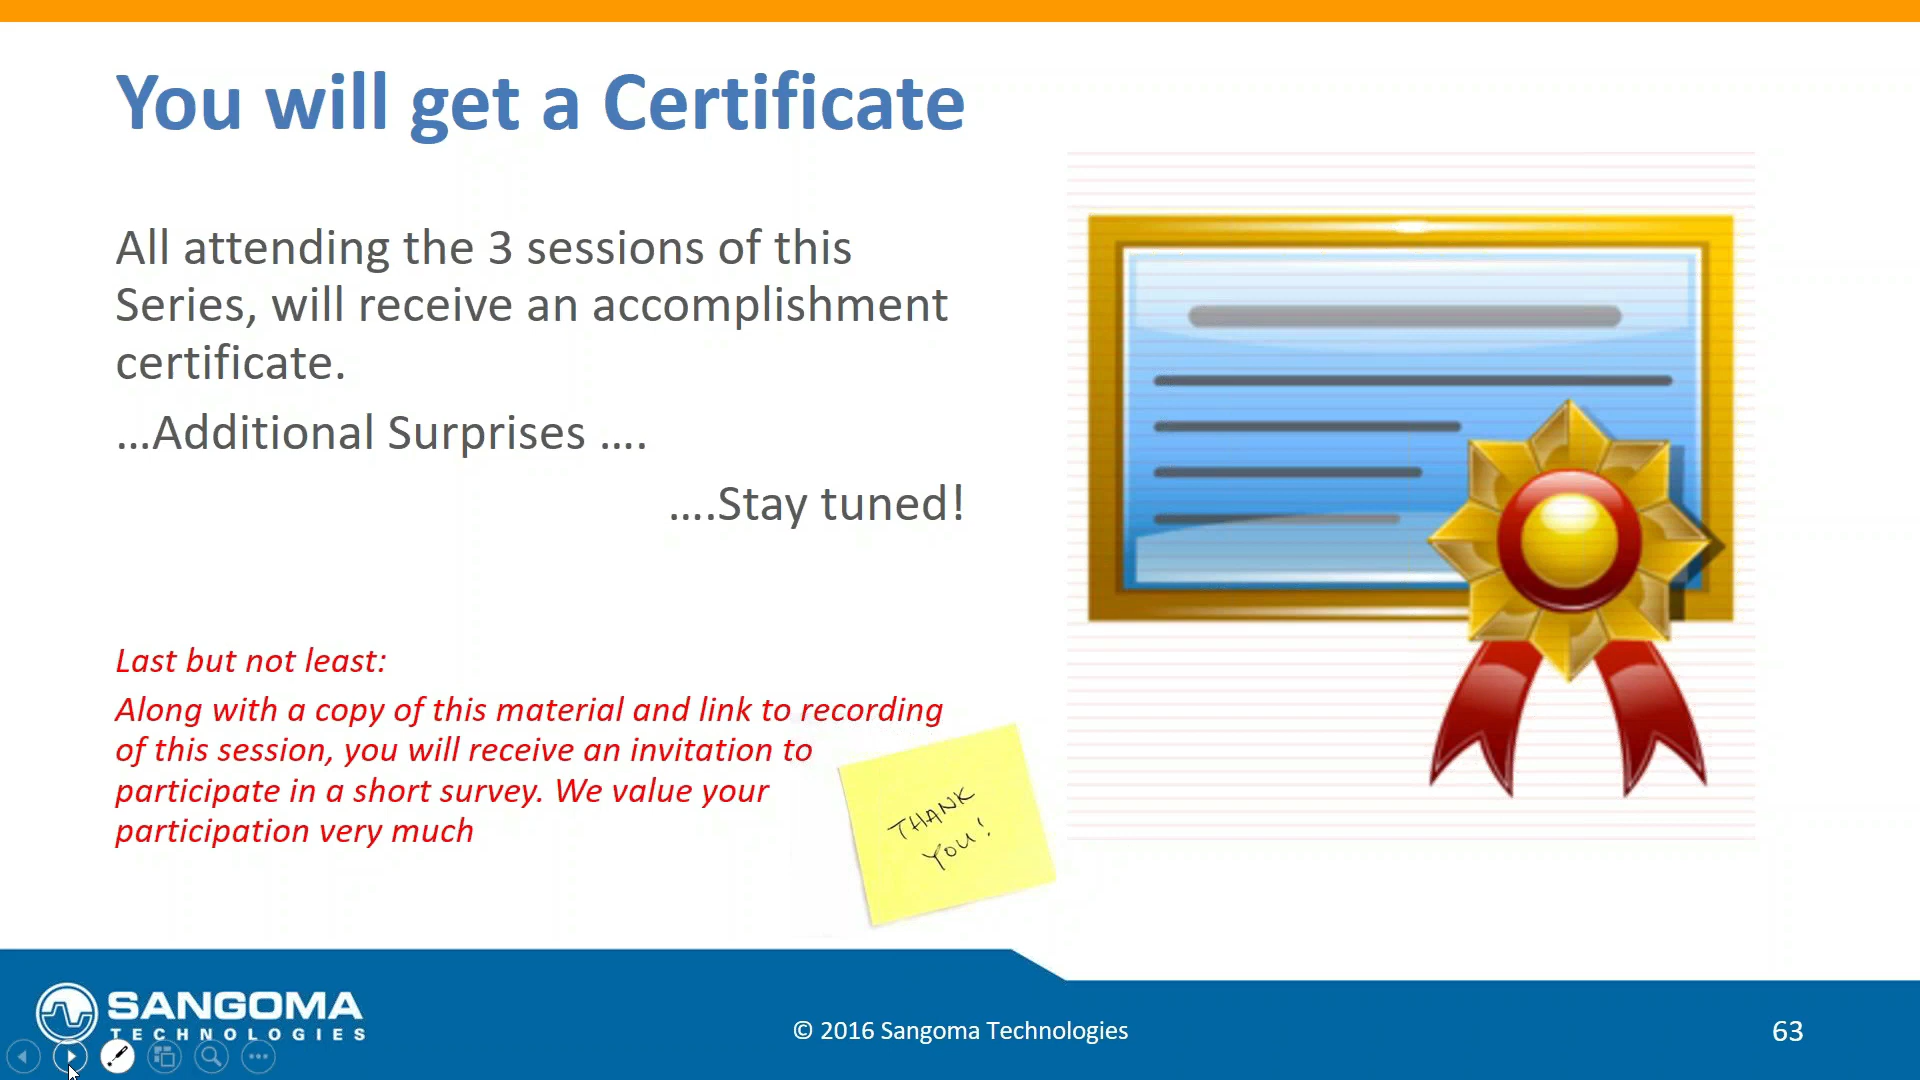 You will get a Certificate
All attending the 3 sessions of this
Series, will receive an accomplishment
certificate.
…Additional Surprises ….
….Stay tuned!
Last but not least:
Along with a copy of this material and link to recording
of this session, you will receive an invitation to
participate in a short survey. We value your
participation very much
THANK
YOU!
SANGOMA
TECHNOLOGIES
© 2016 Sangoma Technologies
63